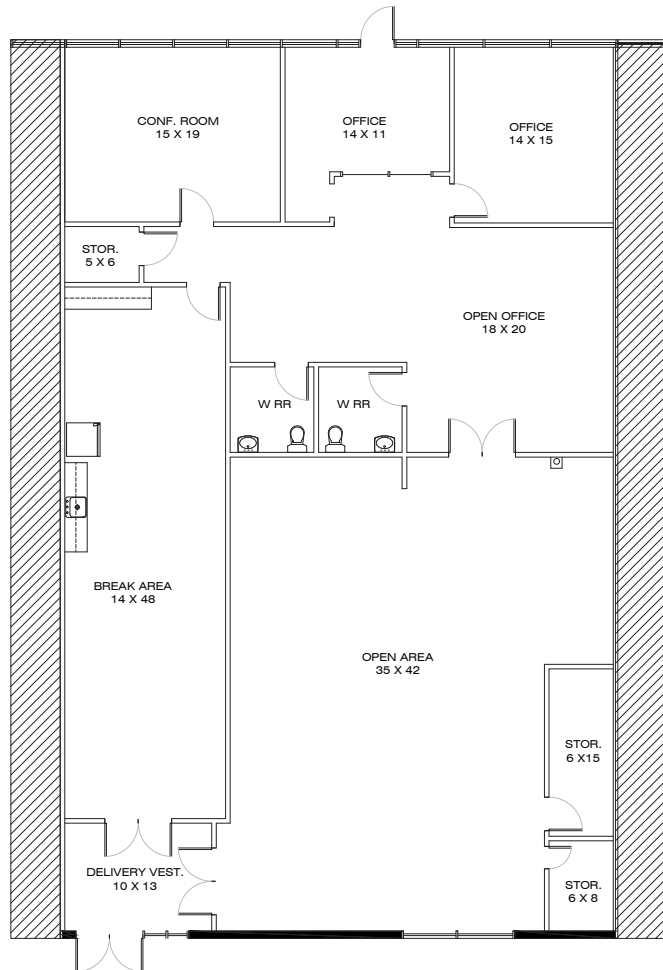 CONF. ROOM
15 X 19
OFFICE
14 X 11
OFFICE
14 X 15
STOR.
5 X 6
OPEN OFFICE
18 X 20
W RR
W RR
BREAK AREA
14 X 48
OPEN AREA
35 X 42
STOR.
6 X15
DELIVERY VEST.
10 X 13
STOR.
6 X 8